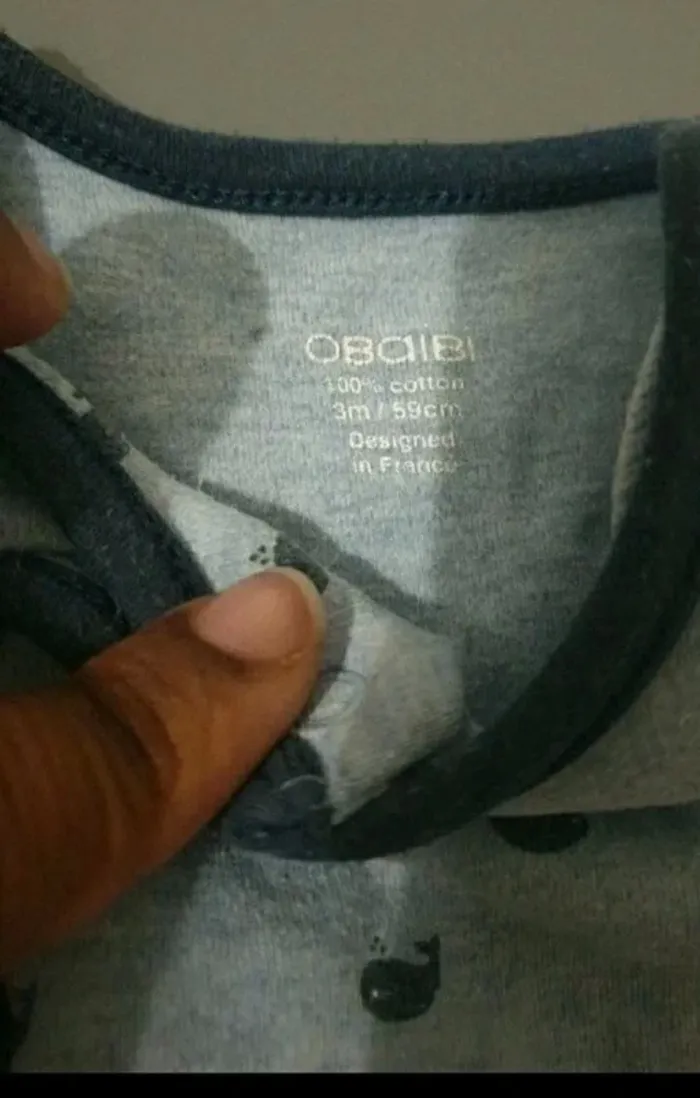 OBaIBI
100% cotton
3m / 59cm
Designed
in France